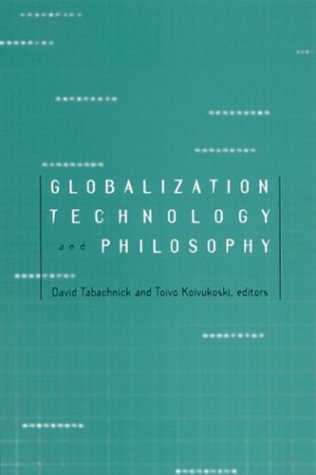 GLOBALIZATION
TECHNOLOGY
and PHILOSOPHY
David Tabachnick and Toivo Koivukoski, editors